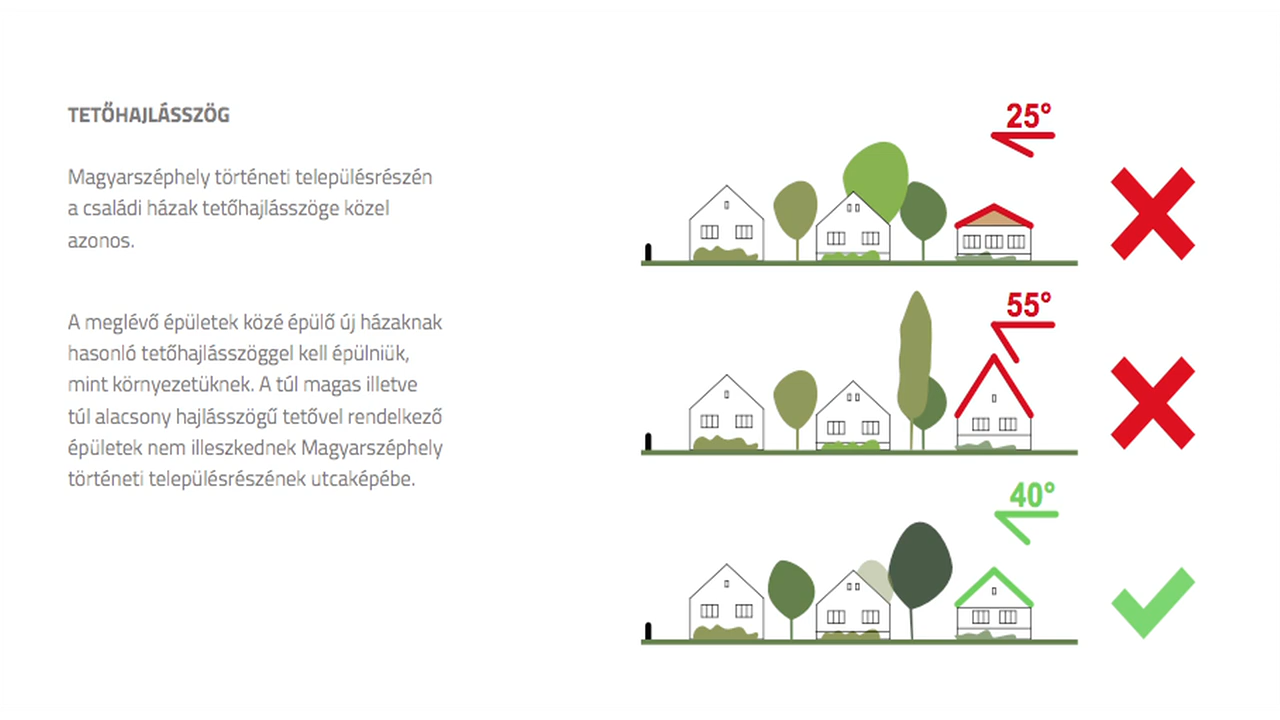 TETŐHAJLÁSSZÖG
Magyarszéphely történeti településrészén
a családi házak tetőhajlásszöge közel
azonos.
A meglévő épületek közé épülő új házaknak
hasonló tetőhajlásszöggel kell épülniük,
mint környezetüknek. A túl magas illetve
túl alacsony hajlásszögű tetővel rendelkező
épületek nem illeszkednek Magyarszéphely
történeti településrészének utcaképébe.
25°
55°
40°